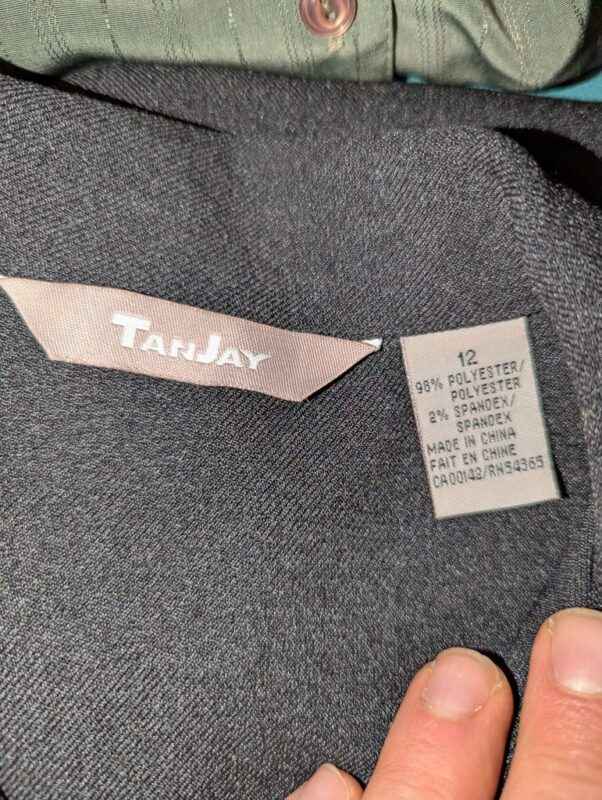 TANJAY
12
98% POLYESTER/
POLYESTER
2% SPANDEX/
SPANDEX
MADE IN CHINA
FAIT EN CHINE
CA00142/RN54365